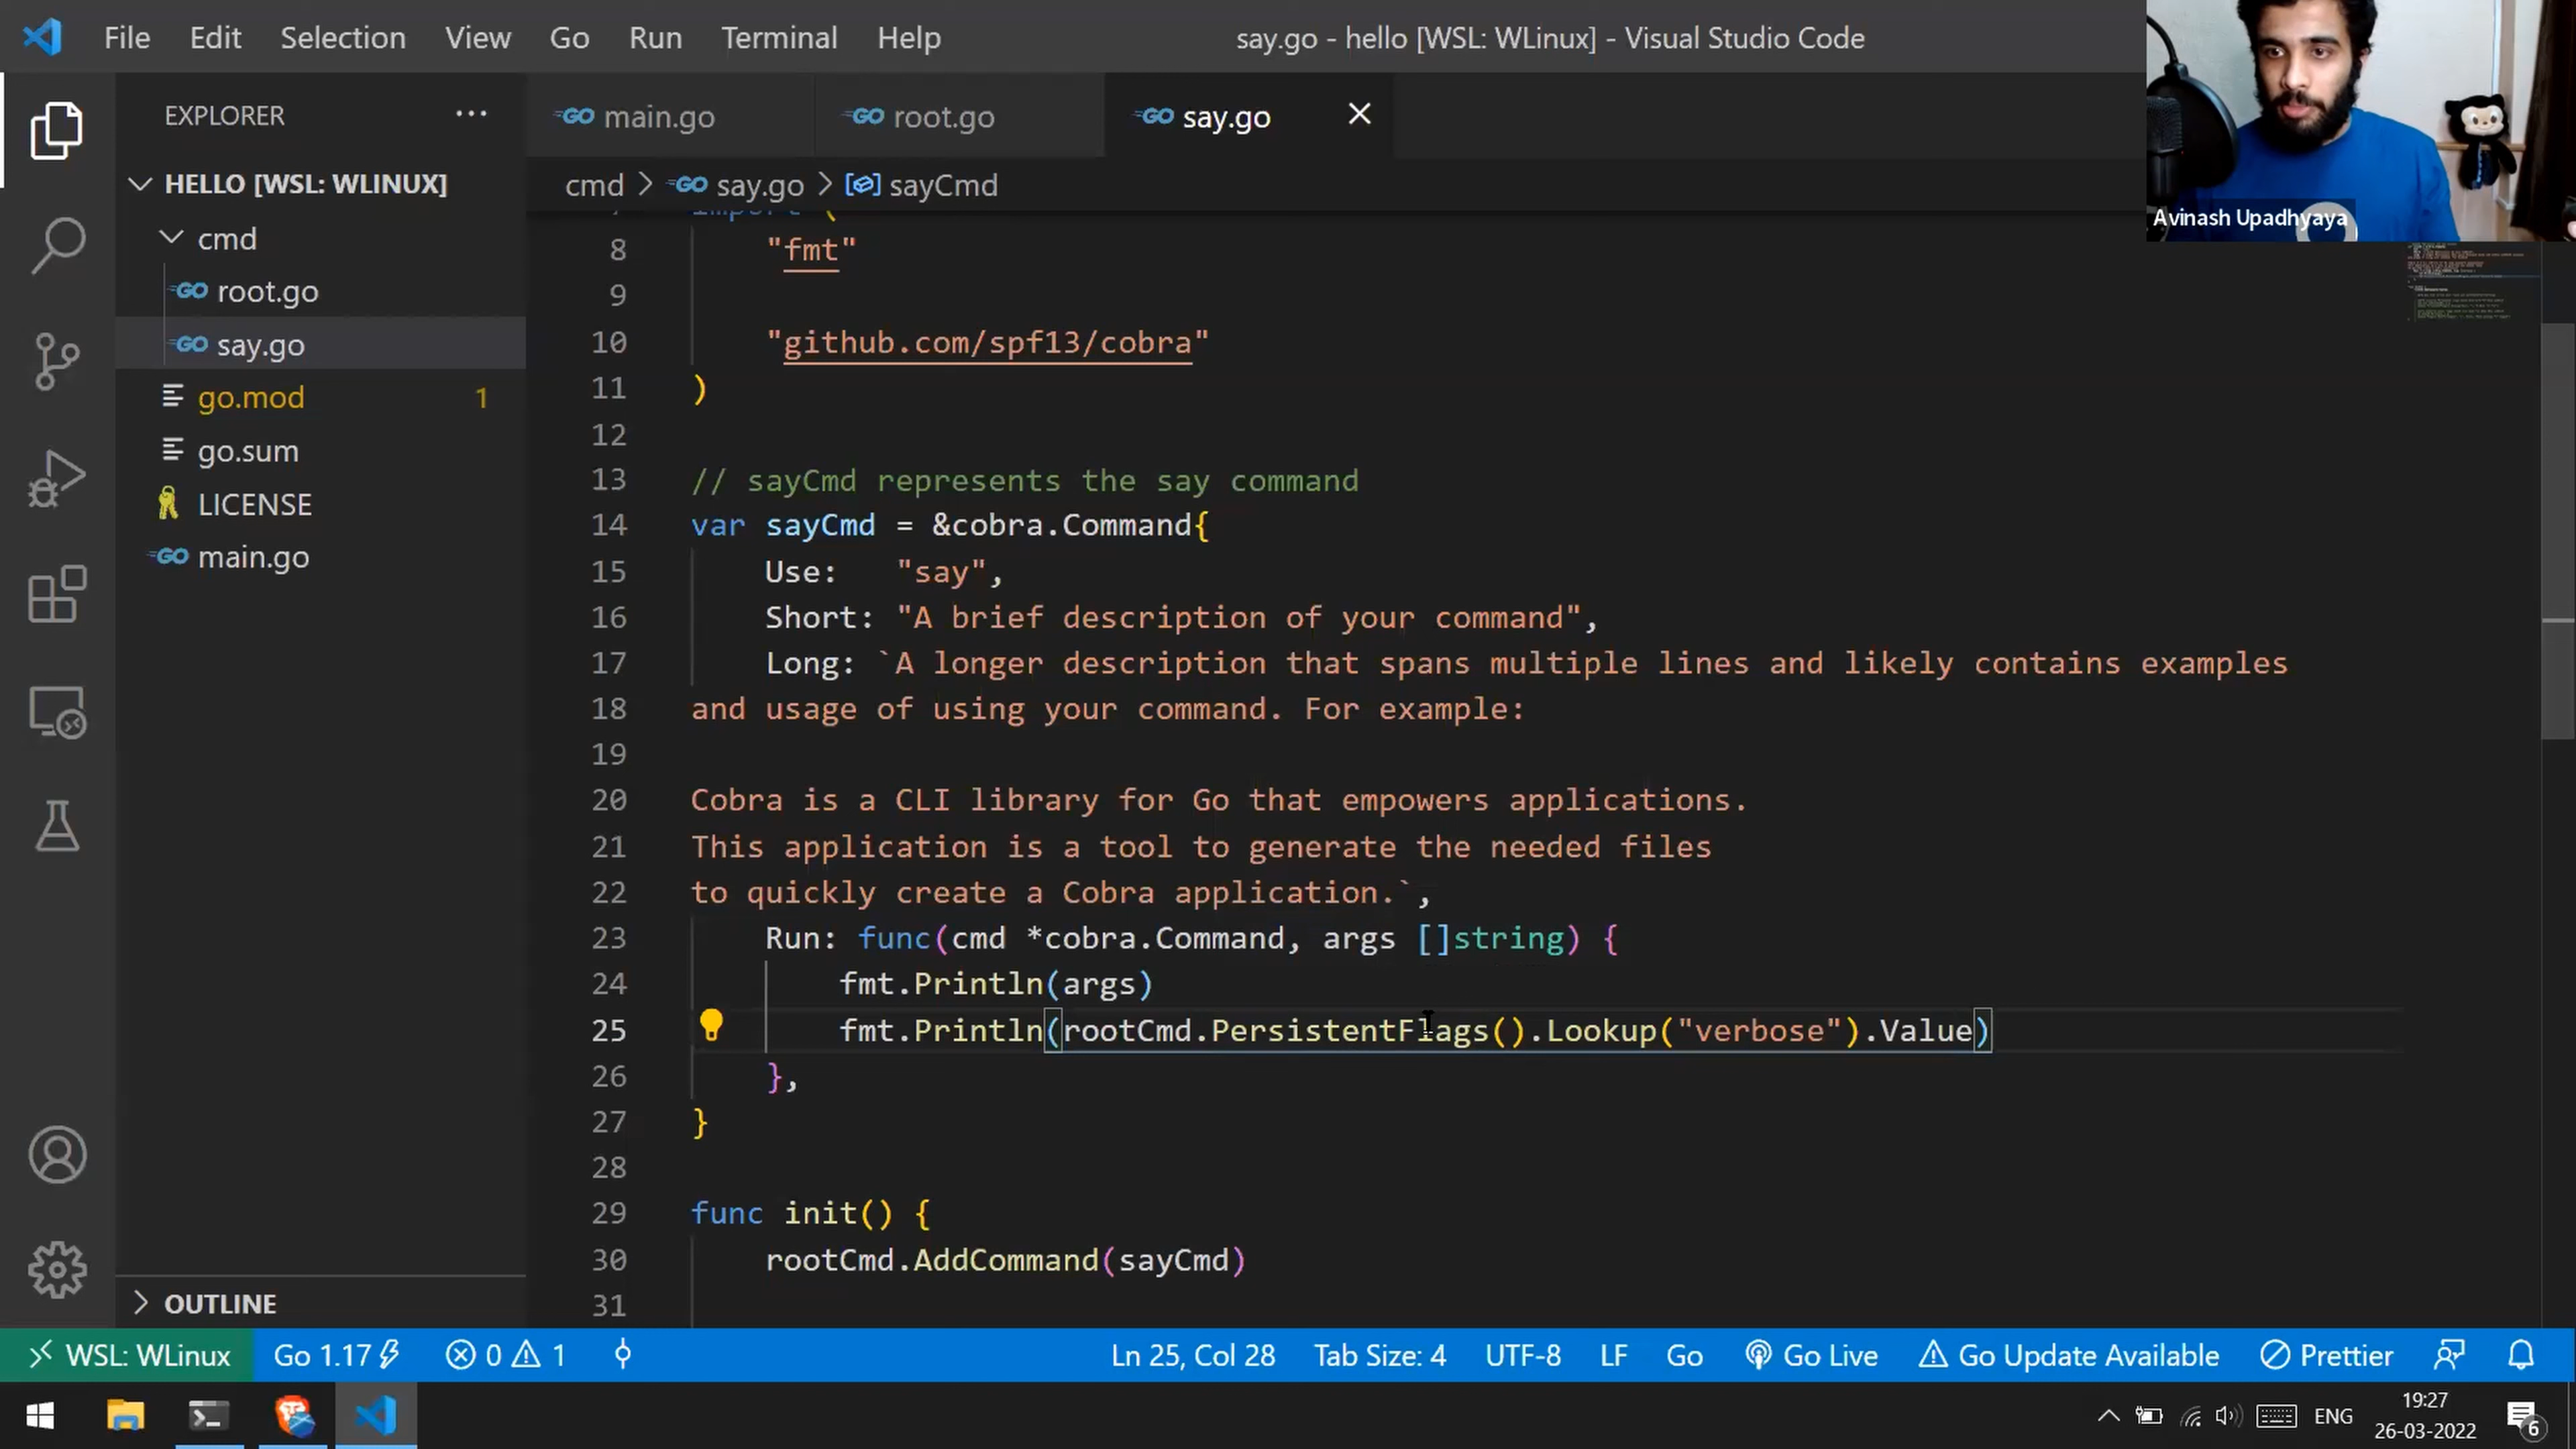 File Edit Selection View Go Run Terminal Help
say.go - hello [WSL: WLinux] - Visual Studio Code
Avinash Upadhyaya
EXPLORER
HELLO [WSL: WLINUX]
cmd
GO root.go
GO say.go
go.mod 1
go.sum
LICENSE
GO main.go
OUTLINE
GO main.go GO root.go GO say.go
cmd > GO say.go > sayCmd
import (
8 "fmt"
9
10 "github.com/spf13/cobra"
11 )
12
13 // sayCmd represents the say command
14 var sayCmd = &cobra.Command{
15 Use: "say",
16 Short: "A brief description of your command",
17 Long: `A longer description that spans multiple lines and likely contains examples
18 and usage of using your command. For example:
19
20 Cobra is a CLI library for Go that empowers applications.
21 This application is a tool to generate the needed files
22 to quickly create a Cobra application.`,
23 Run: func(cmd *cobra.Command, args []string) {
24 fmt.Println(args)
25 fmt.Println(rootCmd.PersistentFlags().Lookup("verbose").Value)
26 },
27 }
28
29 func init() {
30 rootCmd.AddCommand(sayCmd)
31
WSL: WLinux Go 1.17 0 1 Ln 25, Col 28 Tab Size: 4 UTF-8 LF Go Go Live Go Update Available Prettier
ENG 19:27
26-03-2022
6